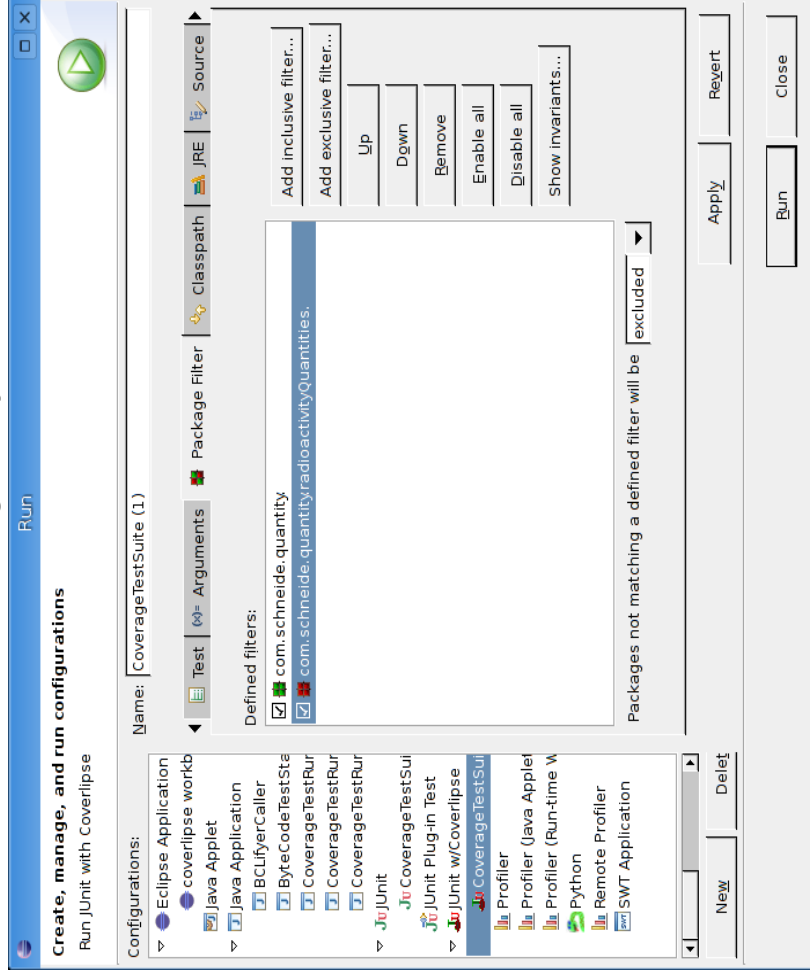 Run
Create, manage, and run configurations
Run JUnit with Coverlipse
Configurations:
Eclipse Application
coverlipse workb
Java Applet
Java Application
BCLifyerCaller
ByteCodeTestSta
CoverageTestRur
CoverageTestRur
CoverageTestRur
JUnit
CoverageTestSui
JUnit Plug-in Test
JUnit w/Coverlipse
CoverageTestSui
Profiler
Profiler (Java Applet
Profiler (Run-time W
Python
Remote Profiler
SWT Application
New
Delet
Name: CoverageTestSuite (1)
Test
(x)= Arguments
Package Filter
Classpath
JRE
Source
Defined filters:
com.schneide.quantity.
com.schneide.quantity.radioactivityQuantities.
Add inclusive filter...
Add exclusive filter...
Up
Down
Remove
Enable all
Disable all
Show invariants...
Packages not matching a defined filter will be excluded
Apply
Revert
Run
Close